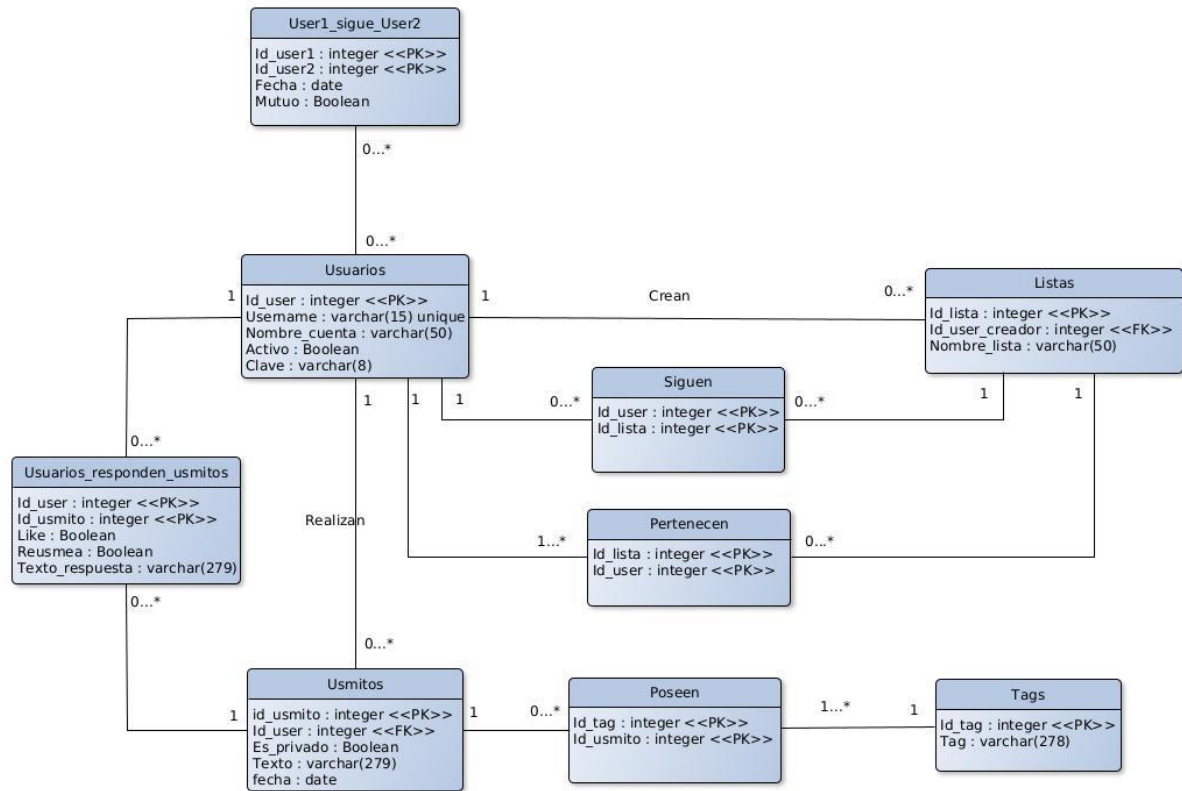 User1_sigue_User2
Id_user1 : integer <<PK>>
Id_user2 : integer <<PK>>
Fecha : date
Mutuo : Boolean
0...*
0...*
Usuarios
Id_user : integer <<PK>>
Username : varchar(15) unique
Nombre_cuenta : varchar(50)
Activo : Boolean
Clave : varchar(8)
1
1
Crean
0...*
Listas
Id_lista : integer <<PK>>
Id_user_creador : integer <<FK>>
Nombre_lista : varchar(50)
1
1
1
0...*
Siguen
Id_user : integer <<PK>>
Id_lista : integer <<PK>>
0...*
1
1
0...*
Usuarios_responden_usmitos
Id_user : integer <<PK>>
Id_usmito : integer <<PK>>
Like : Boolean
Reusmea : Boolean
Texto_respuesta : varchar(279)
0...*
Realizan
1...*
Pertenecen
Id_lista : integer <<PK>>
Id_user : integer <<PK>>
0...*
0...*
1
Usmitos
id_usmito : integer <<PK>>
Id_user : integer <<FK>>
Es_privado : Boolean
Texto : varchar(279)
fecha : date
1
0...*
Poseen
Id_tag : integer <<PK>>
Id_usmito : integer <<PK>>
1...*
1
Tags
Id_tag : integer <<PK>>
Tag : varchar(278)